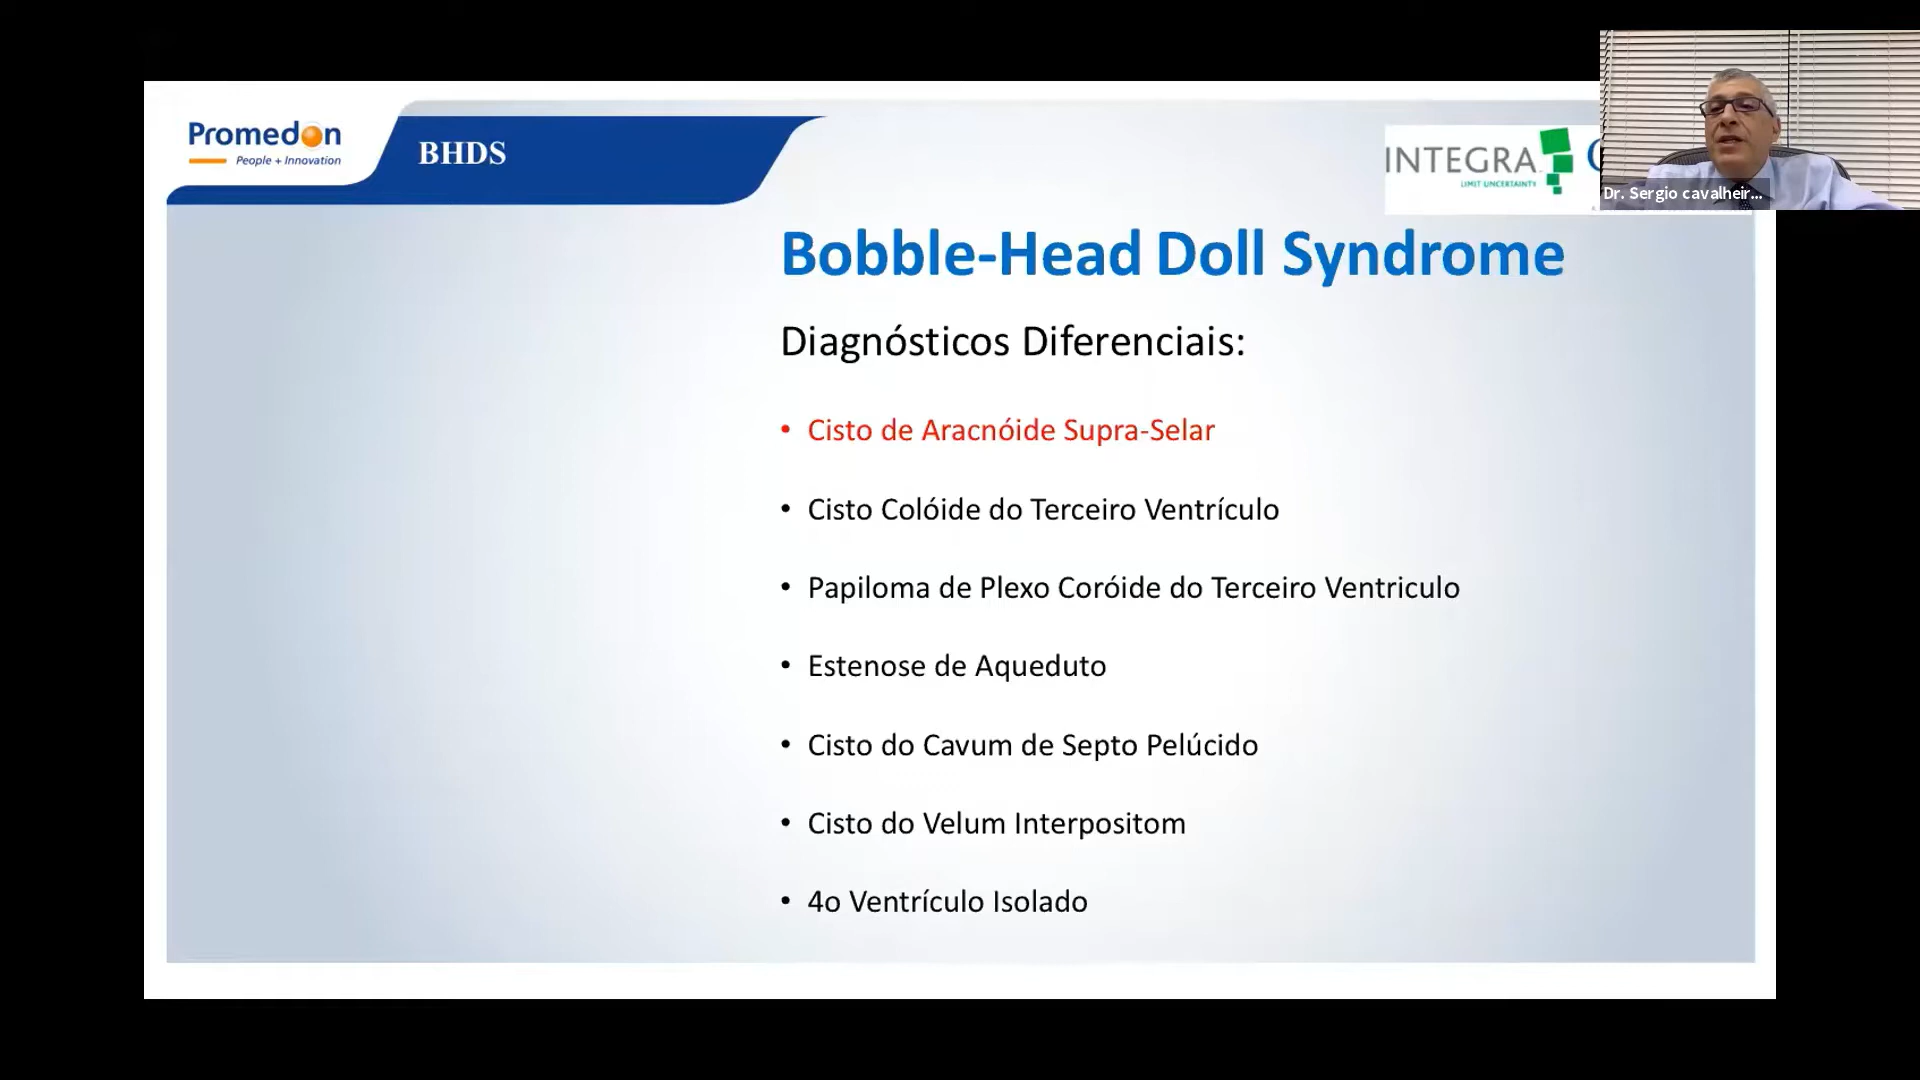 Promedon
People + Innovation
BHDS
INTEGRA
LIMIT UNCERTAINTY
Dr. Sergio cavalheir...
Bobble-Head Doll Syndrome
Diagnósticos Diferenciais:
• Cisto de Aracnóide Supra-Selar
• Cisto Colóide do Terceiro Ventrículo
• Papiloma de Plexo Coróide do Terceiro Ventriculo
• Estenose de Aqueduto
• Cisto do Cavum de Septo Pelúcido
• Cisto do Velum Interpositom
• 4o Ventrículo Isolado